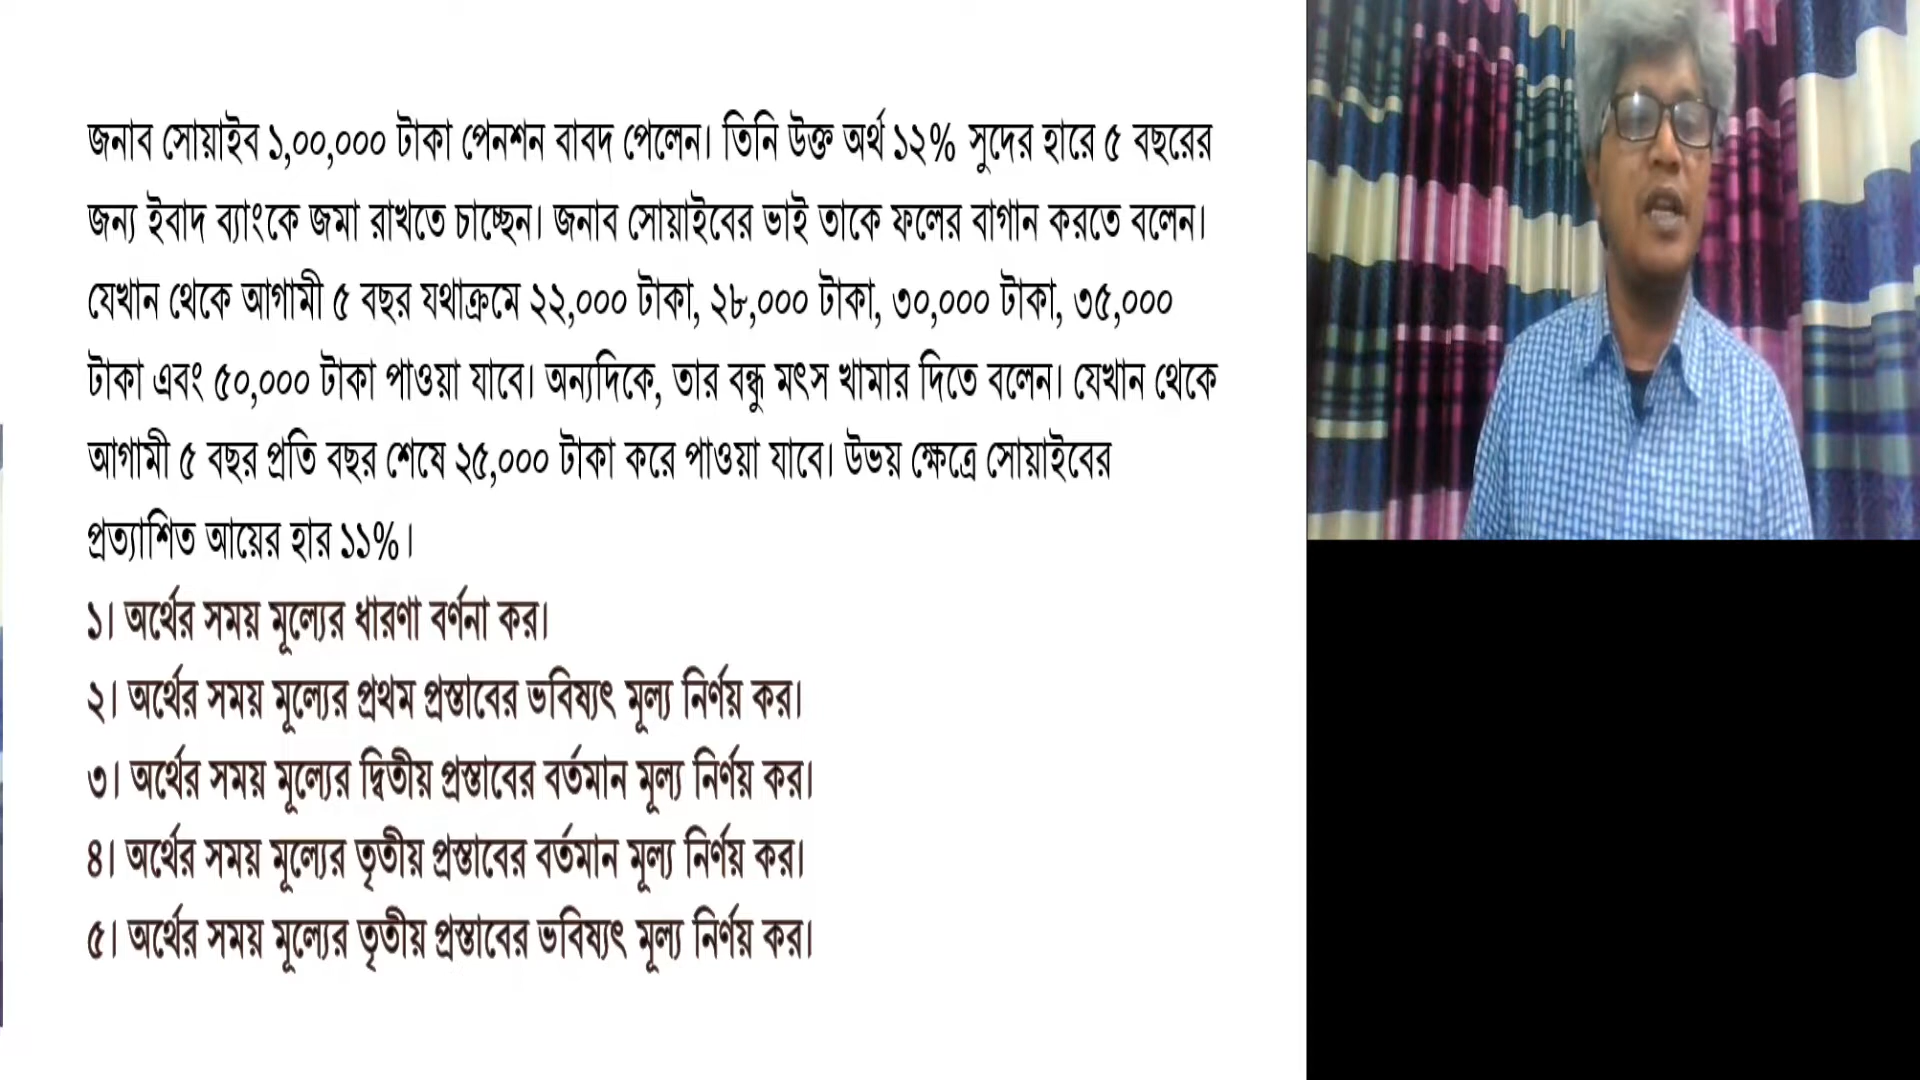 জনাব সোয়াইব ১,০০,০০০ টাকা পেনশন বাবদ পেলেন। তিনি উক্ত অর্থ ১২% সুদের হারে ৫ বছরের
জন্য ইবাদ ব্যাংকে জমা রাখতে চাচ্ছেন। জনাব সোয়াইবের ভাই তাকে ফলের বাগান করতে বলেন।
যেখান থেকে আগামী ৫ বছর যথাক্রমে ২২,০০০ টাকা, ২৮,০০০ টাকা, ৩০,০০০ টাকা, ৩৫,০০০
টাকা এবং ৫০,০০০ টাকা পাওয়া যাবে। অন্যদিকে, তার বন্ধু মৎস খামার দিতে বলেন। যেখান থেকে
আগামী ৫ বছর প্রতি বছর শেষে ২৫,০০০ টাকা করে পাওয়া যাবে। উভয় ক্ষেত্রে সোয়াইবের
প্রত্যাশিত আয়ের হার ১১%।
১। অর্থের সময় মূল্যের ধারণা বর্ণনা কর।
২। অর্থের সময় মূল্যের প্রথম প্রস্তাবের ভবিষ্যৎ মূল্য নির্ণয় কর।
৩। অর্থের সময় মূল্যের দ্বিতীয় প্রস্তাবের বর্তমান মূল্য নির্ণয় কর।
৪। অর্থের সময় মূল্যের তৃতীয় প্রস্তাবের বর্তমান মূল্য নির্ণয় কর।
৫। অর্থের সময় মূল্যের তৃতীয় প্রস্তাবের ভবিষ্যৎ মূল্য নির্ণয় কর।